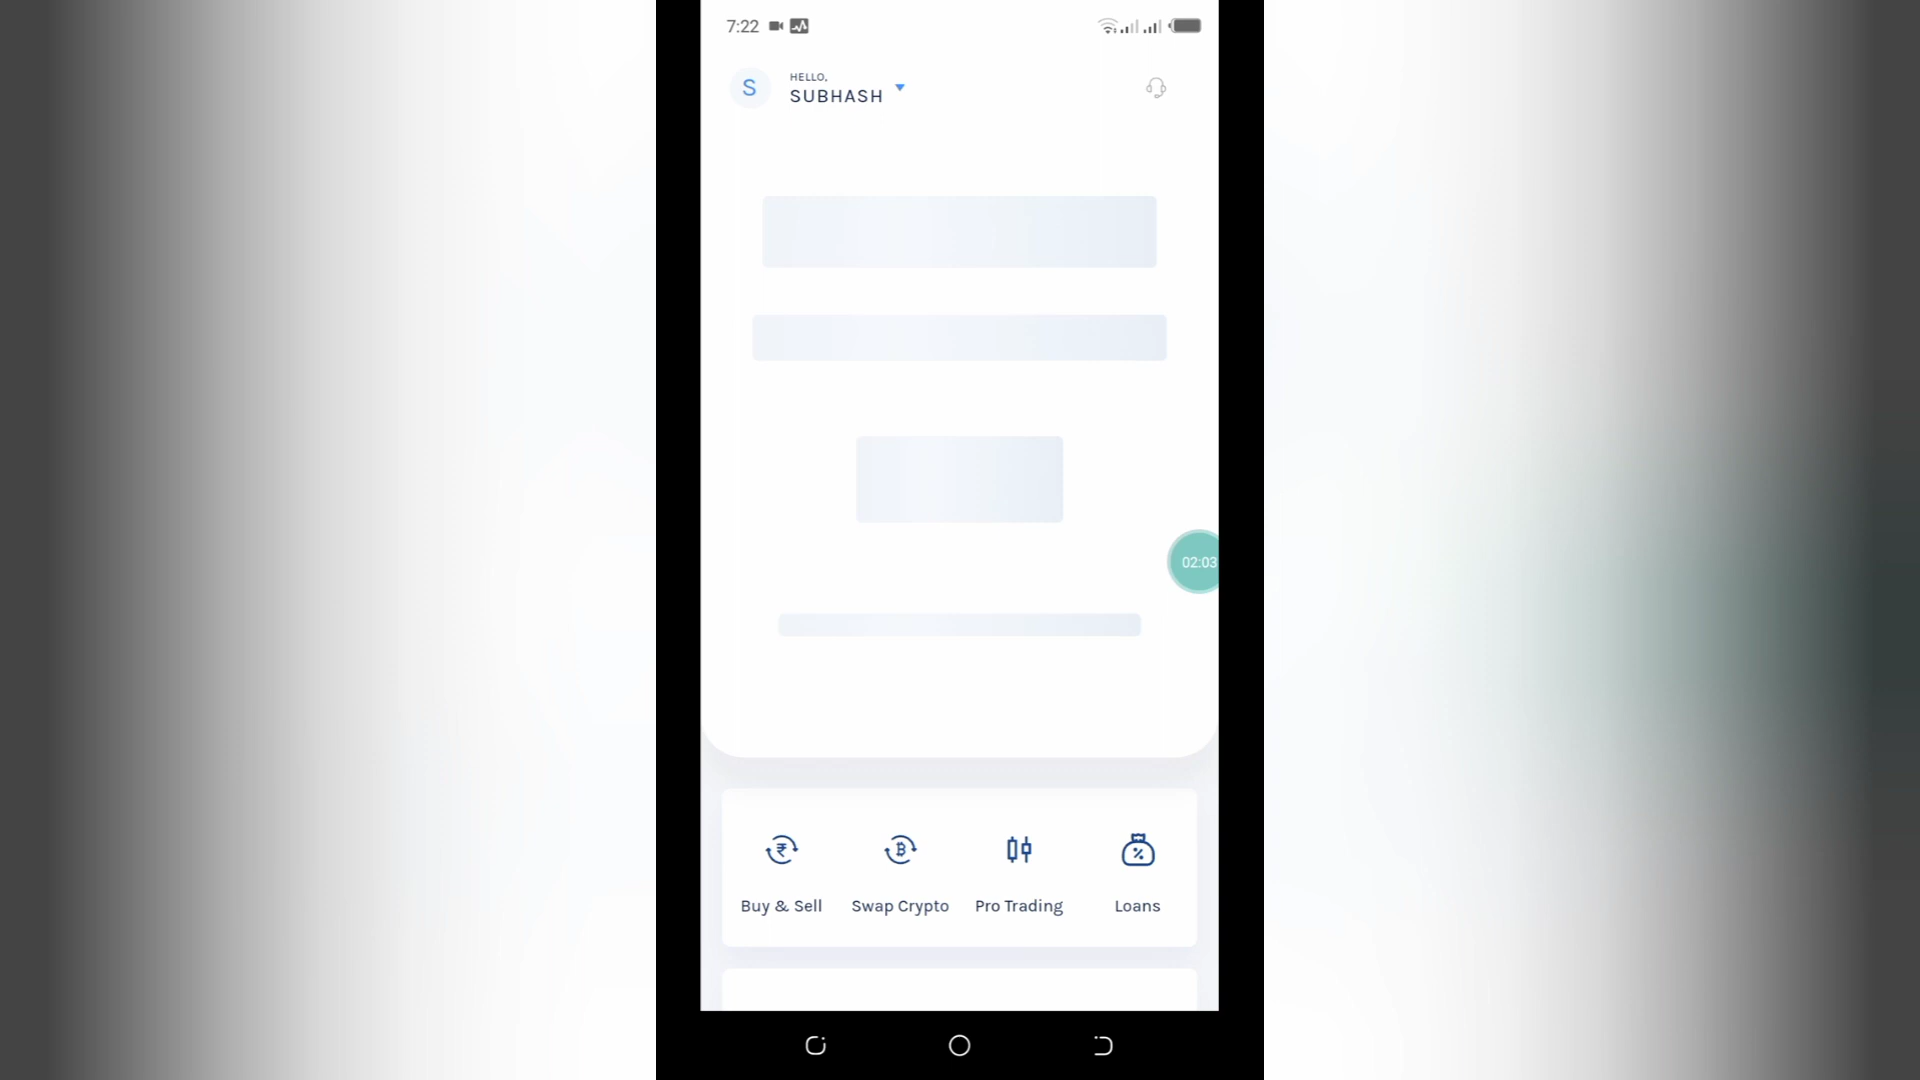 7:22
S
HELLO,
SUBHASH
02:03
Buy & Sell
Swap Crypto
Pro Trading
Loans